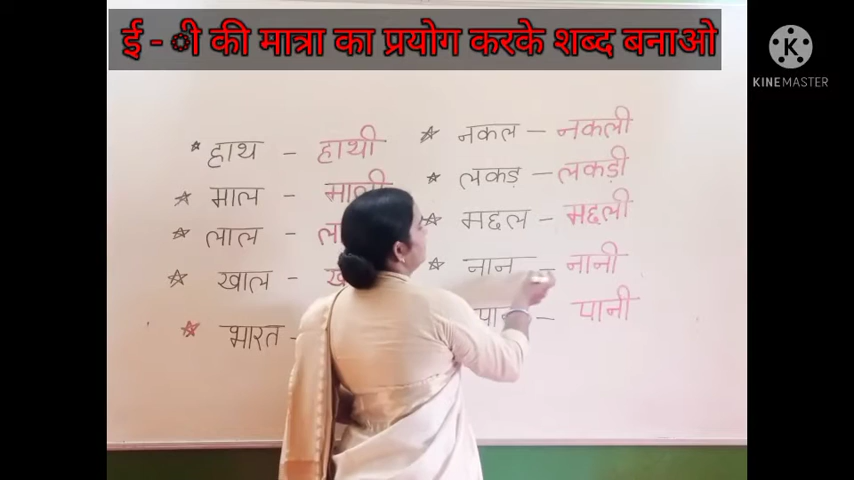 ई - ी की मात्रा का प्रयोग करके शब्द बनाओ
KINEMASTER
हाथ - हाथी
माल - माली
लाल -
खाल -
भारत -
नकल - नकली
लकड़ - लकड़ी
मछल - मछली
नान - नानी
पान - पानी